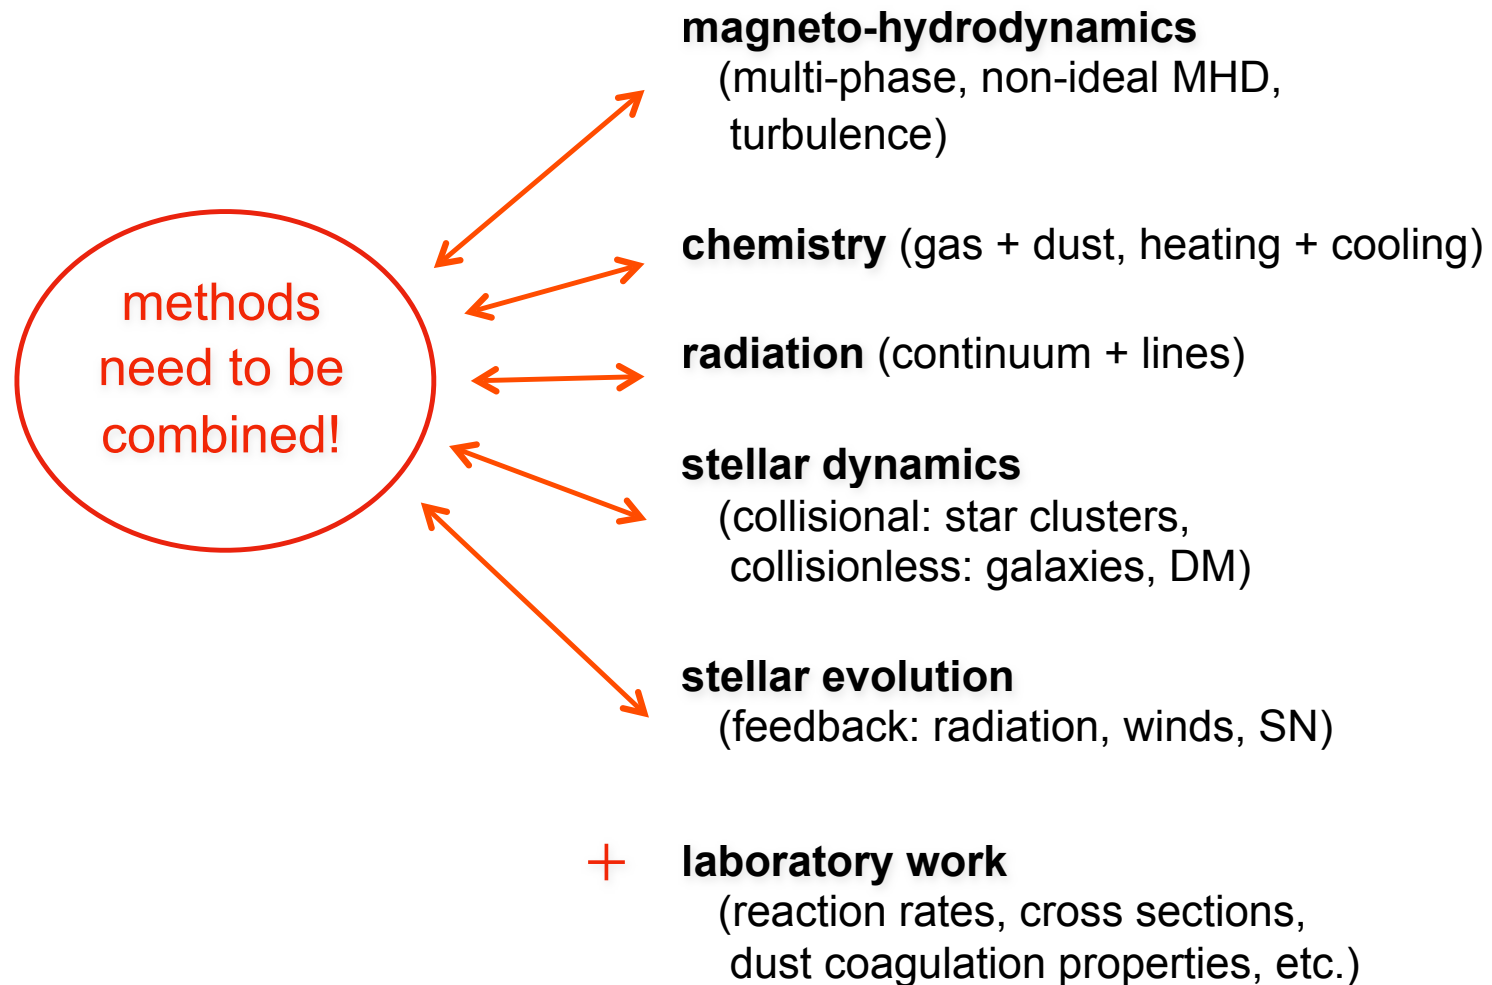 methods
need to be
combined!
magneto-hydrodynamics
(multi-phase, non-ideal MHD,
turbulence)
chemistry (gas + dust, heating + cooling)
radiation (continuum + lines)
stellar dynamics
(collisional: star clusters,
collisionless: galaxies, DM)
stellar evolution
(feedback: radiation, winds, SN)
+ laboratory work
(reaction rates, cross sections,
dust coagulation properties, etc.)